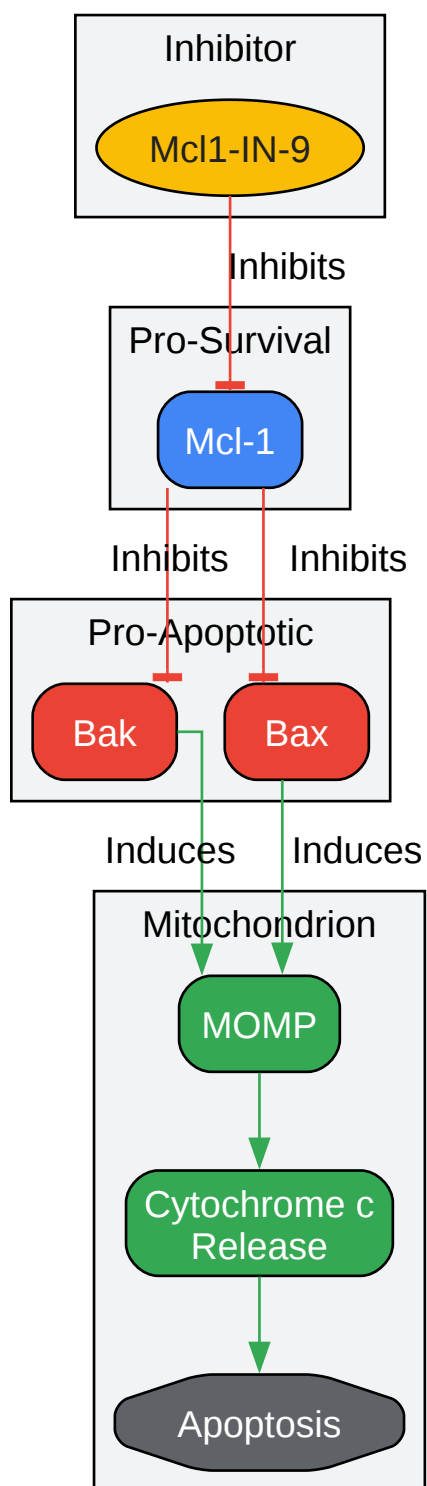 Inhibitor
Mcl1-IN-9
Inhibits
Pro-Survival
Mcl-1
Inhibits
Inhibits
Pro-Apoptotic
Bak
Bax
Induces
Induces
Mitochondrion
MOMP
Cytochrome c
Release
Apoptosis